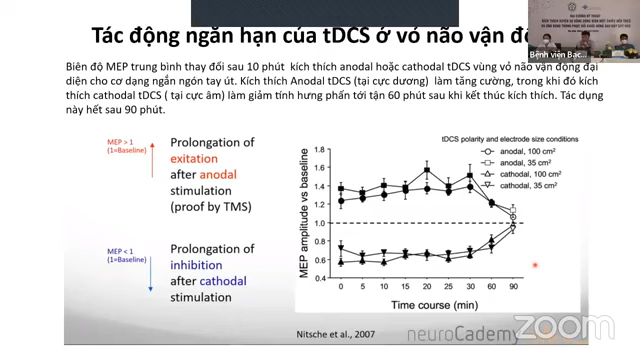 Tác động ngắn hạn của tDCS ở vỏ não vận đ
Bệnh viện Bạc...
Biên độ MEP trung bình thay đổi sau 10 phút kích thích anodal hoặc cathodal tDCS vùng vỏ não vận động đại
diện cho cơ dạng ngắn ngón tay út. Kích thích Anodal tDCS (tại cực dương) làm tăng cường, trong khi đó kích
thích cathodal tDCS ( tại cực âm) làm giảm tính hưng phấn tới tận 60 phút sau khi kết thúc kích thích. Tác dụng
này hết sau 90 phút.
MEP > 1
(1=Baseline)
Prolongation of
exitation
after anodal
stimulation
(proof by TMS)
MEP < 1
(1=Baseline)
Prolongation of
inhibition
after cathodal
stimulation
tDCS polarity and electrode size conditions
anodal, 100 cm²
anodal, 35 cm²
cathodal, 100 cm²
cathodal, 35 cm²
MEP amplitude vs baseline
1.8
1.6
1.4
1.2
1.0
0.8
0.6
0.4
0 5 10 15 20 25 30 60 90
Time course (min)
Nitsche et al., 2007
neuroCademy
zoom